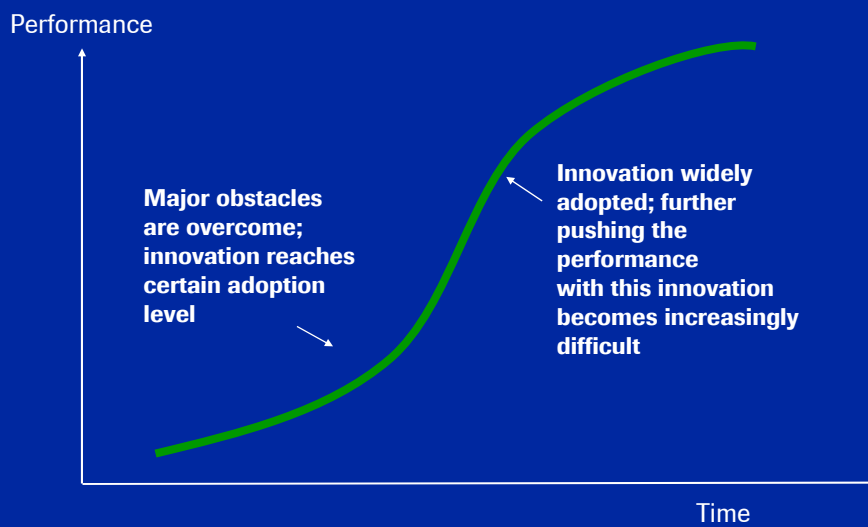 Performance
Major obstacles
are overcome;
innovation reaches
certain adoption
level
Innovation widely
adopted; further
pushing the
performance
with this innovation
becomes increasingly
difficult
Time